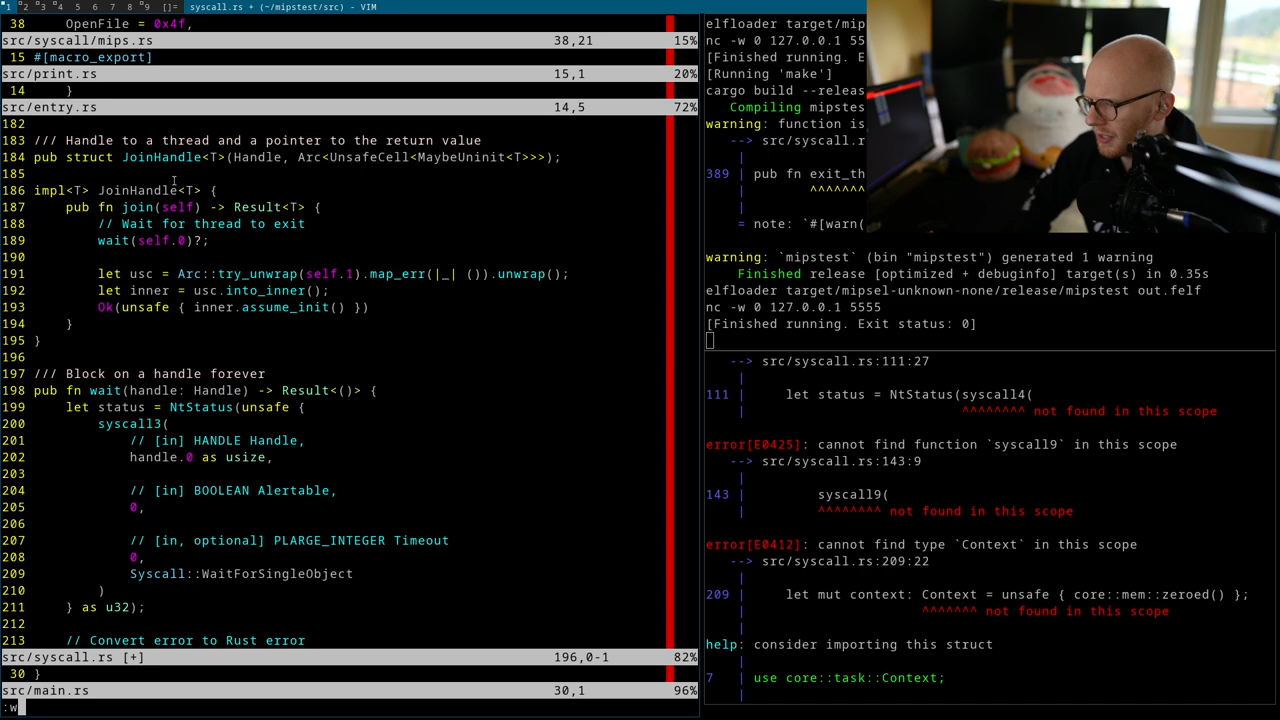 1 2 3 4 5 6 7 8 9 []= syscall.rs + (~/mipstest/src) - VIM
38 OpenFile = 0x4f,
src/syscall/mips.rs 38,21 15%
15 #[macro_export]
src/print.rs 15,1 20%
14 }
src/entry.rs 14,5 72%
182
183 /// Handle to a thread and a pointer to the return value
184 pub struct JoinHandle<T>(Handle, Arc<UnsafeCell<MaybeUninit<T>>>);
185
186 impl<T> JoinHandle<T> {
187 pub fn join(self) -> Result<T> {
188 // Wait for thread to exit
189 wait(self.0)?;
190
191 let usc = Arc::try_unwrap(self.1).map_err(|_| ()).unwrap();
192 let inner = usc.into_inner();
193 Ok(unsafe { inner.assume_init() })
194 }
195 }
196
197 /// Block on a handle forever
198 pub fn wait(handle: Handle) -> Result<()> {
199 let status = NtStatus(unsafe {
200 syscall3(
201 // [in] HANDLE Handle,
202 handle.0 as usize,
203
204 // [in] BOOLEAN Alertable,
205 0,
206
207 // [in, optional] PLARGE_INTEGER Timeout
208 0,
209 Syscall::WaitForSingleObject
210 )
211 } as u32);
212
213 // Convert error to Rust error
src/syscall.rs [+] 196,0-1 82%
30 }
src/main.rs 30,1 96%
:w
elfloader target/mip
nc -w 0 127.0.0.1 55
[Finished running. E
[Running 'make']
cargo build --releas
Compiling mipstes
warning: function is
--> src/syscall.r
|
389 | pub fn exit_th
| ^^^^^^^
|
= note: `#[warn(
warning: `mipstest` (bin "mipstest") generated 1 warning
Finished release [optimized + debuginfo] target(s) in 0.35s
elfloader target/mipsel-unknown-none/release/mipstest out.felf
nc -w 0 127.0.0.1 5555
[Finished running. Exit status: 0]
--> src/syscall.rs:111:27
|
111 | let status = NtStatus(syscall4(
| ^^^^^^^^ not found in this scope
error[E0425]: cannot find function `syscall9` in this scope
--> src/syscall.rs:143:9
|
143 | syscall9(
| ^^^^^^^^ not found in this scope
error[E0412]: cannot find type `Context` in this scope
--> src/syscall.rs:209:22
|
209 | let mut context: Context = unsafe { core::mem::zeroed() };
| ^^^^^^^ not found in this scope
|
help: consider importing this struct
|
7 | use core::task::Context;
|